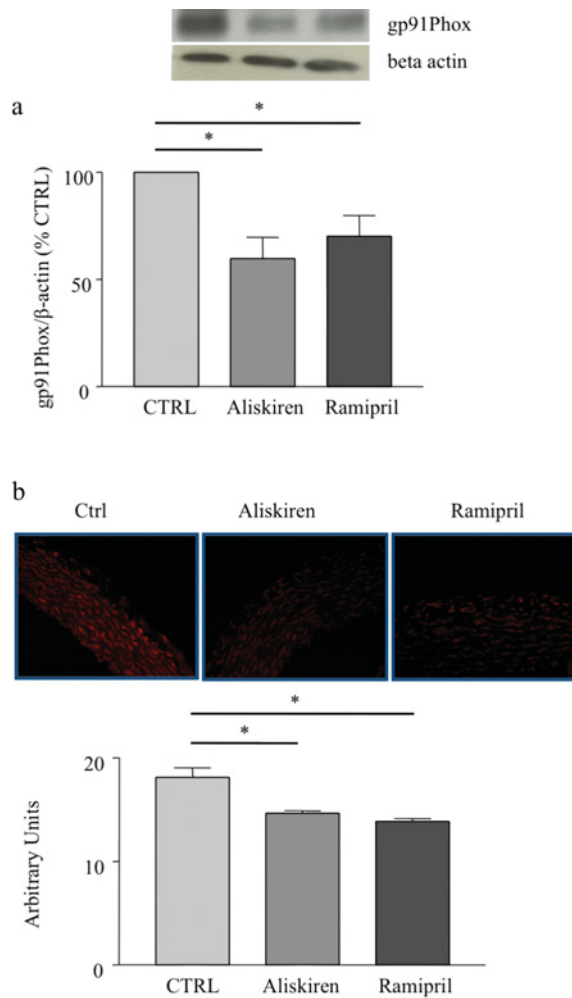 gp91Phox
beta actin
a
*
*
gp91Phox/β-actin (% CTRL)
100
50
0
CTRL Aliskiren Ramipril
b
Ctrl Aliskiren Ramipril
*
*
Arbitrary Units
20
10
0
CTRL Aliskiren Ramipril